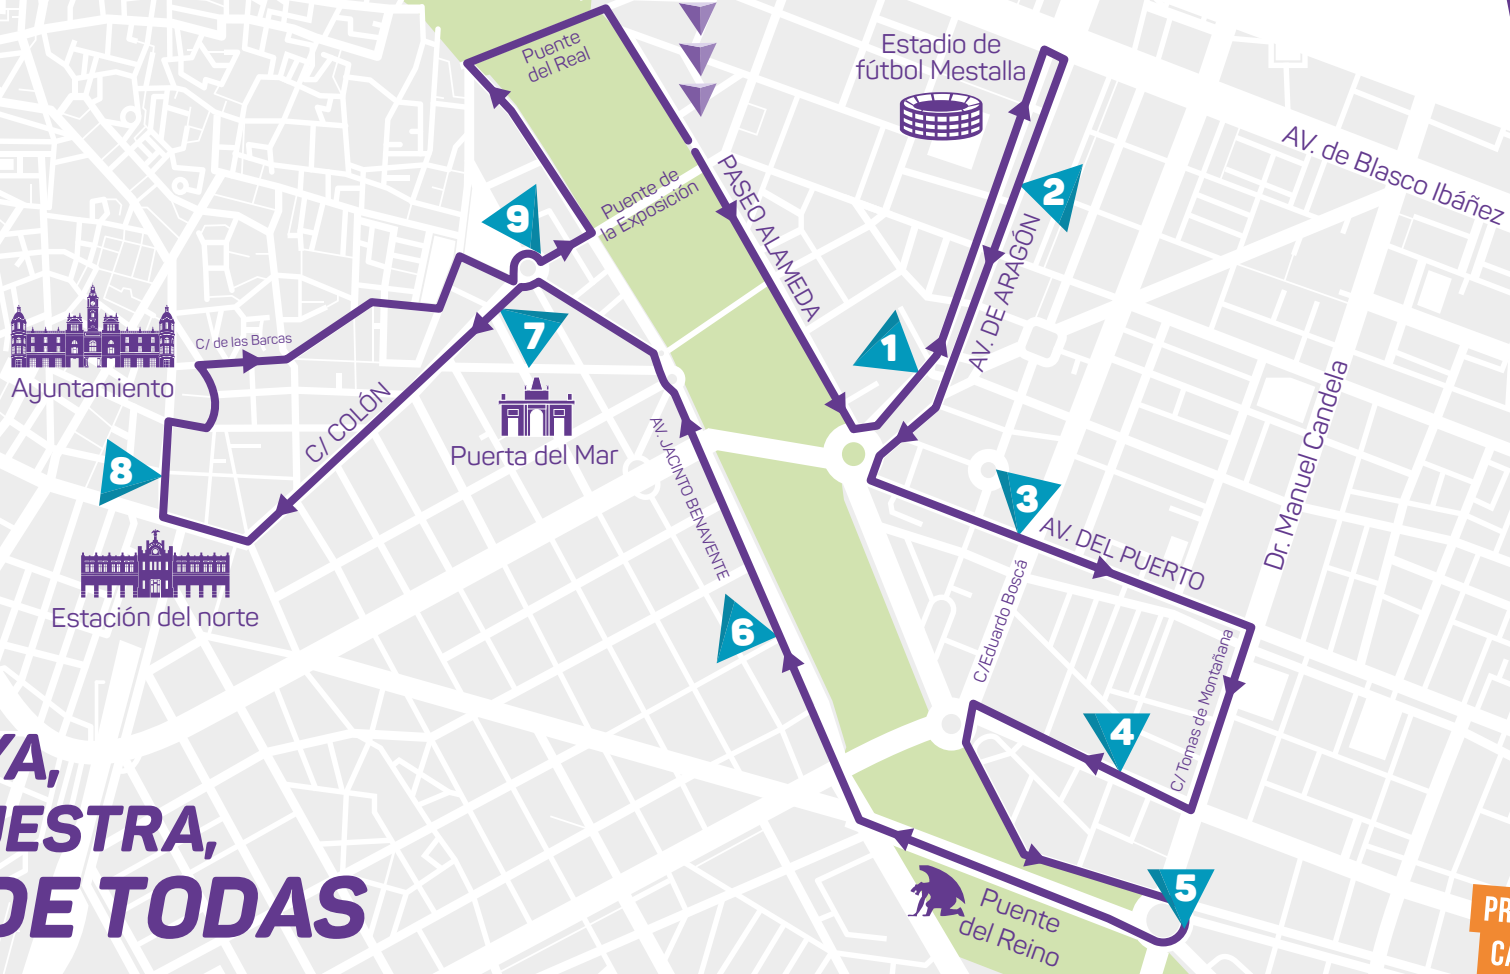 Puente
del Real
Estadio de
fútbol Mestalla
AV. de Blasco Ibáñez
PASEO ALAMEDA
Puente de
la Exposición
2
9
AV. DE ARAGÓN
1
7
C/ de las Barcas
Ayuntamiento
C/ COLÓN
Puerta del Mar
AV. JACINTO BENAVENTE
8
3
AV. DEL PUERTO
Dr. Manuel Candela
Estación del norte
C/Eduardo Boscá
6
C/ Tomas de Montañana
4
YA,
UESTRA,
DE TODAS
5
Puente
del Reino
PR
CA